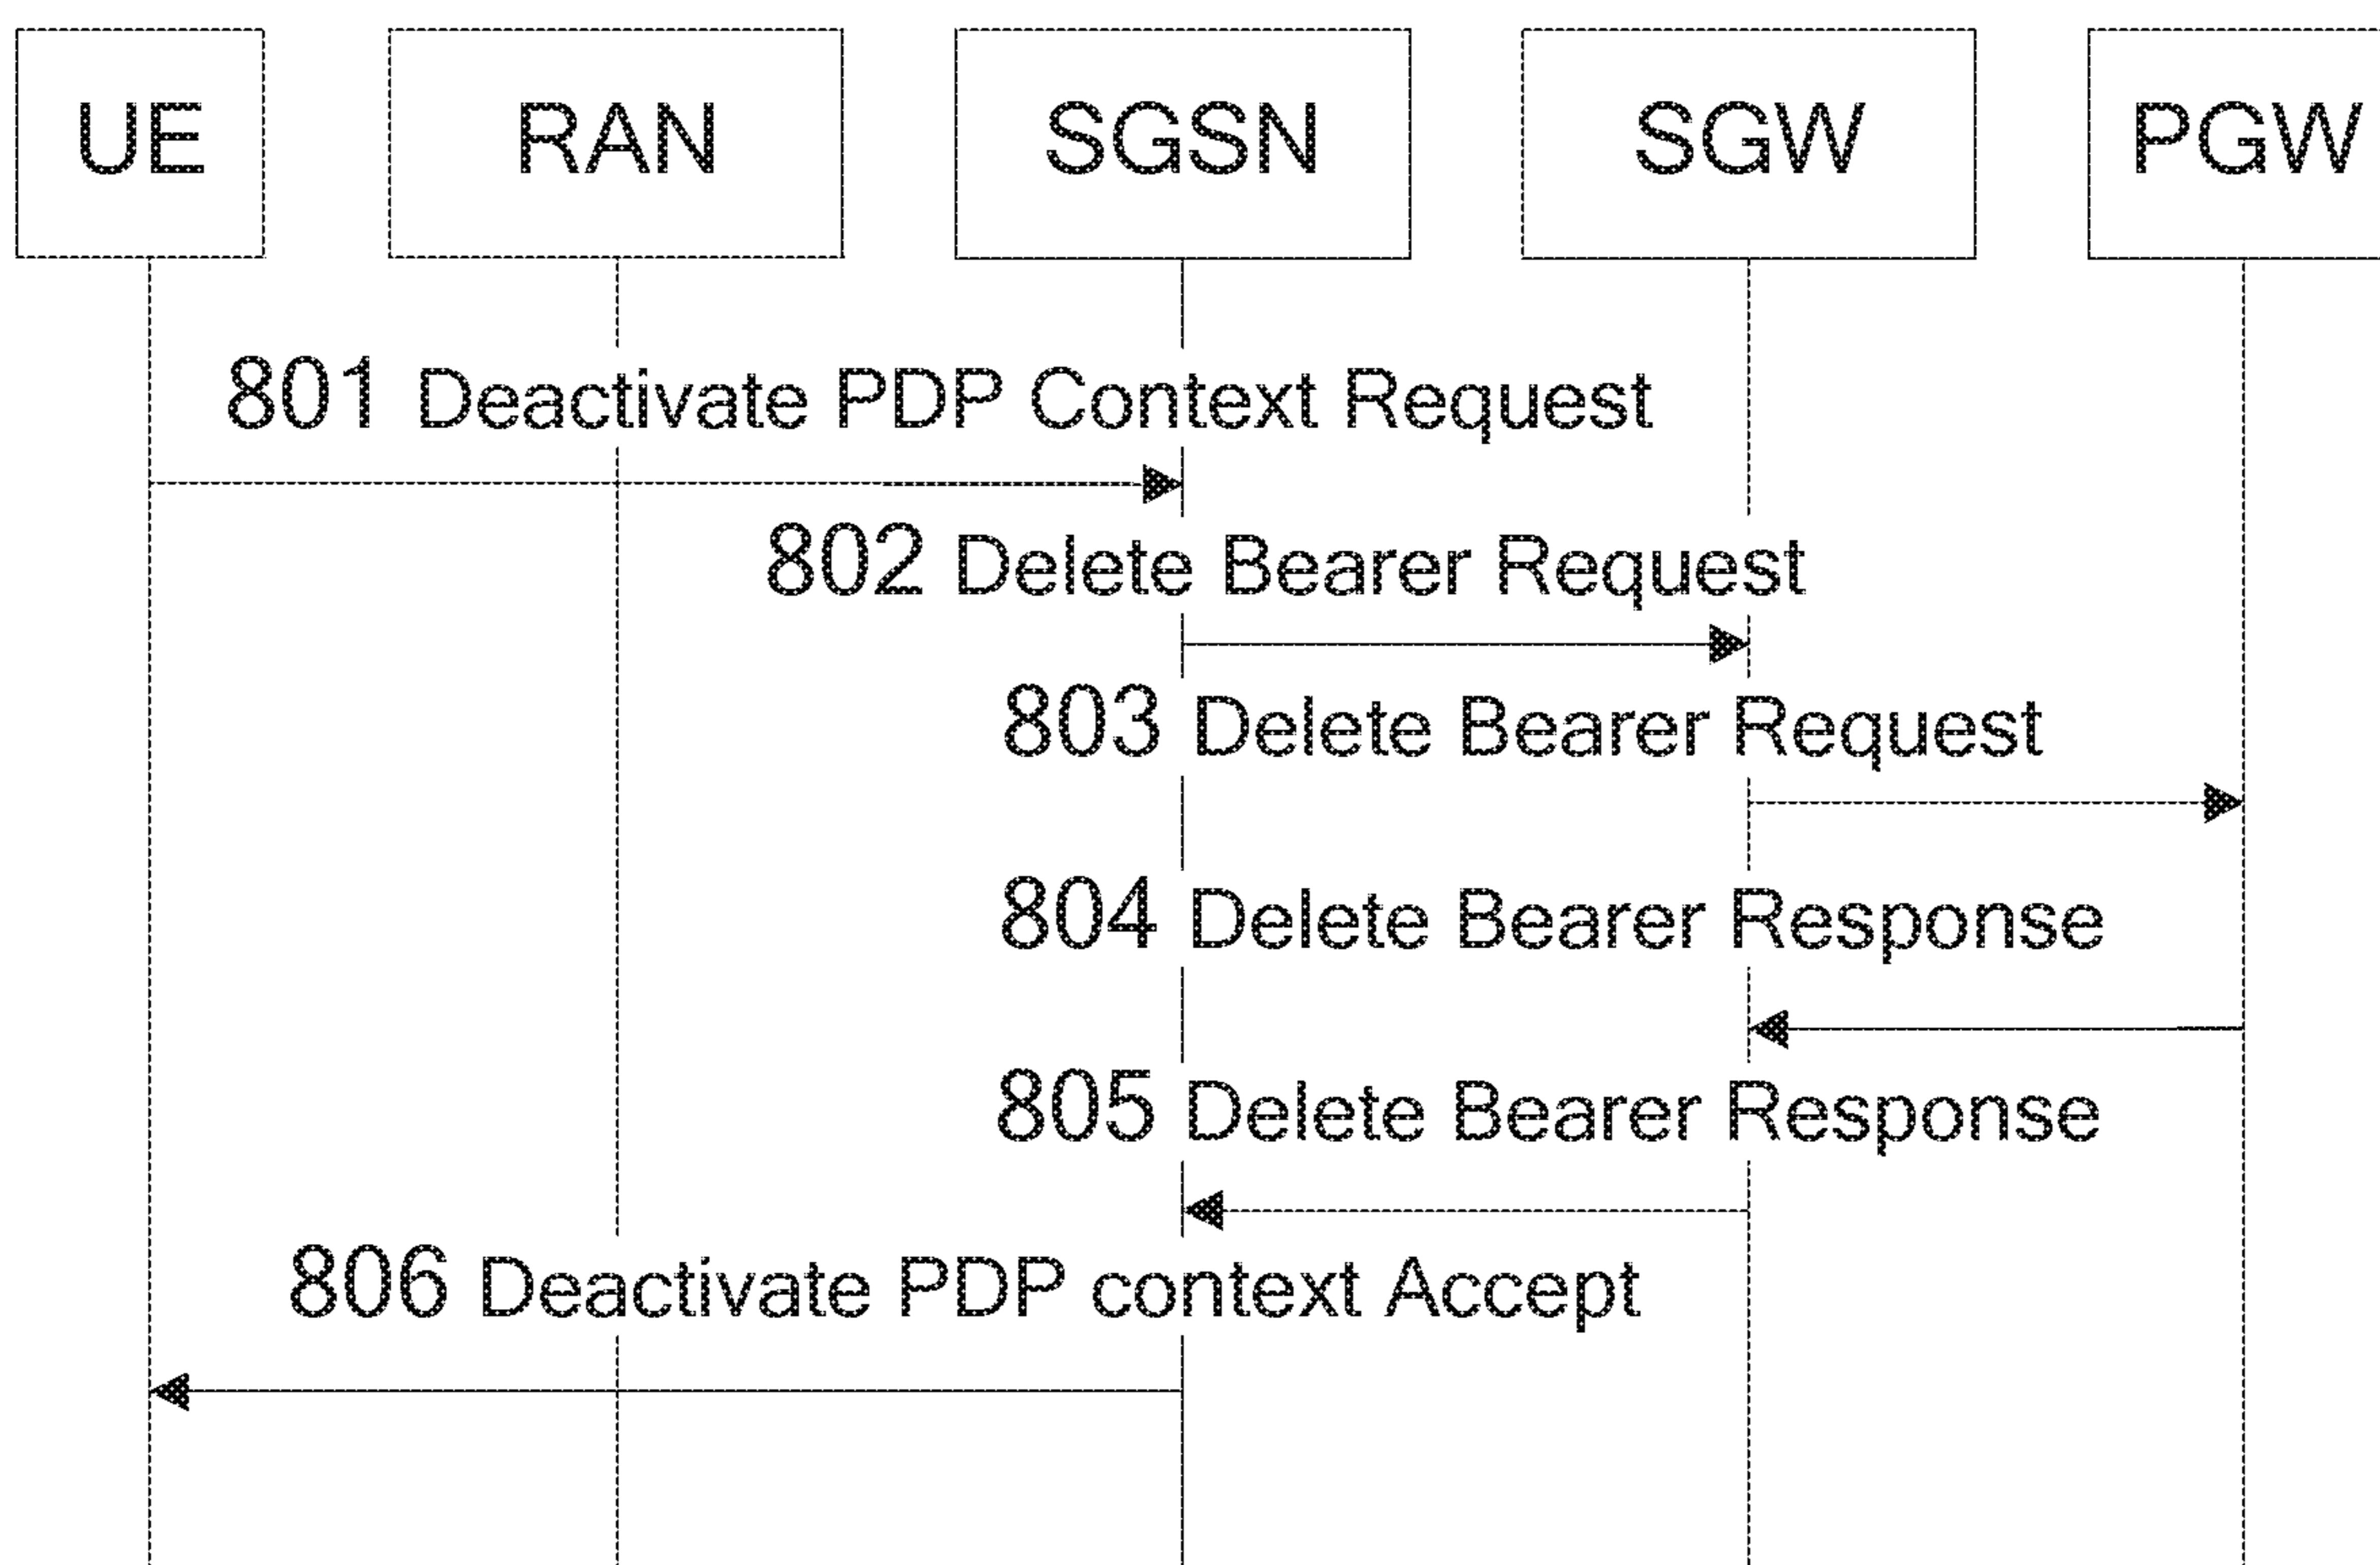 UE RAN SGSN SGW PGW
801 Deactivate PDP Context Request
802 Delete Bearer Request
803 Delete Bearer Request
804 Delete Bearer Response
805 Delete Bearer Response
806 Deactivate PDP context Accept